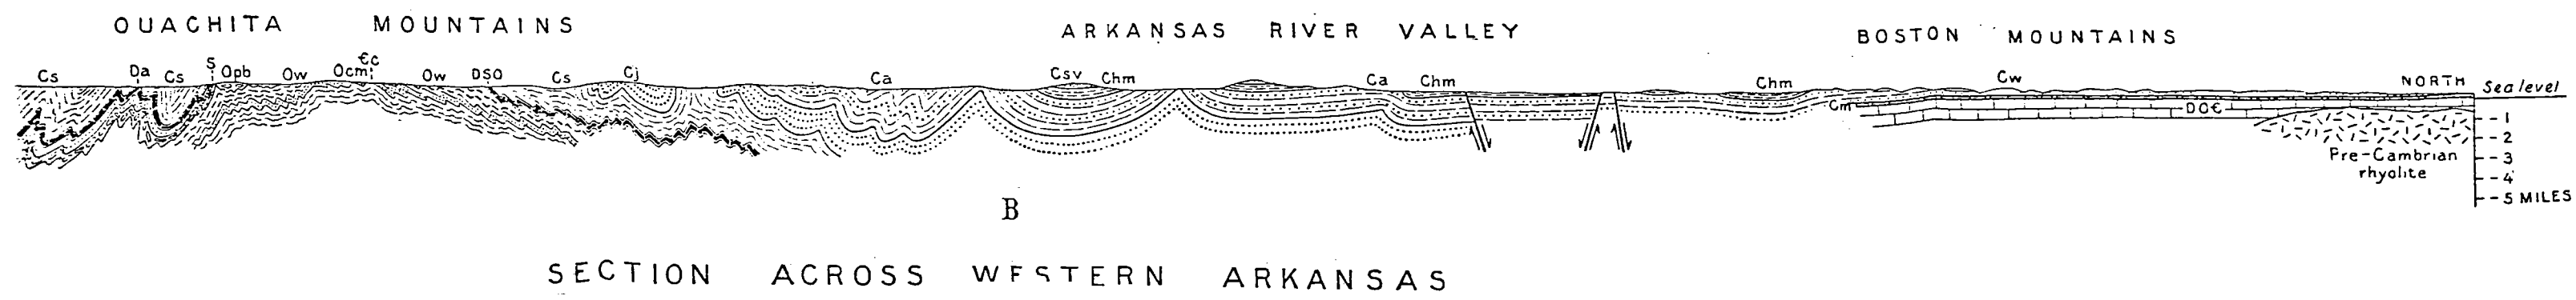 OUACHITA MOUNTAINS
ARKANSAS RIVER VALLEY
BOSTON MOUNTAINS
Cs Da Cs S Opb Ow Ocm Єc Ow DSO Cs Cj Ca Csv Chm Ca Chm Chm Cm Cw NORTH Sea level
DOЄ
-1
-2
Pre-Cambrian
rhyolite
-3
-4
-5 MILES
B
SECTION ACROSS WESTERN ARKANSAS